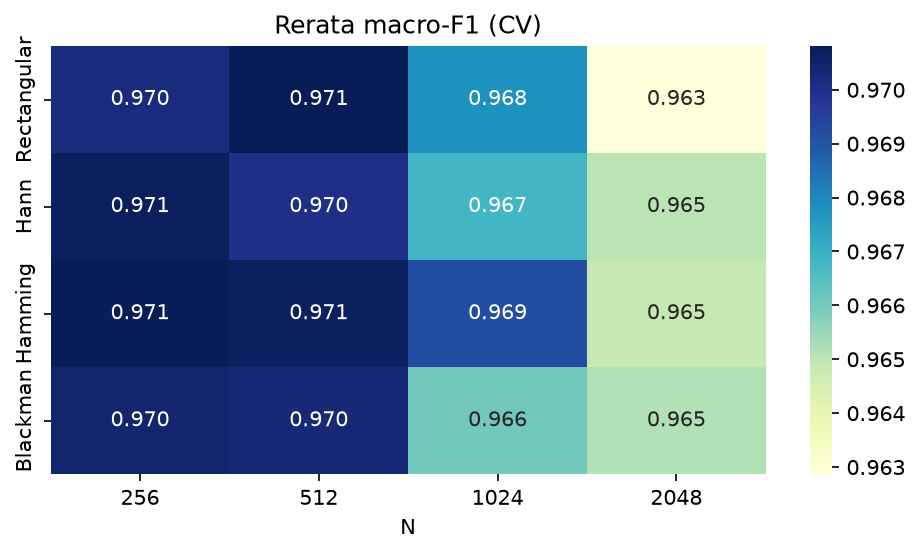 Rerata macro-F1 (CV)
Rectangular 0.970 0.971 0.968 0.963
Hann 0.971 0.970 0.967 0.965
Hamming 0.971 0.971 0.969 0.965
Blackman 0.970 0.970 0.966 0.965
256 512 1024 2048
N
0.970
0.969
0.968
0.967
0.966
0.965
0.964
0.963